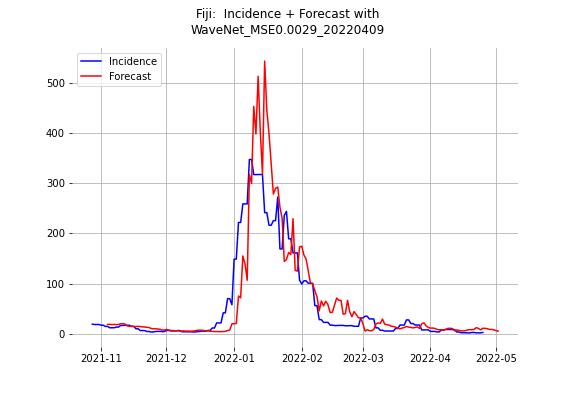 Fiji:  Incidence + Forecast with
WaveNet_MSE0.0029_20220409
Incidence
Forecast
500
400
300
200
100
0
2021-11 2021-12 2022-01 2022-02 2022-03 2022-04 2022-05